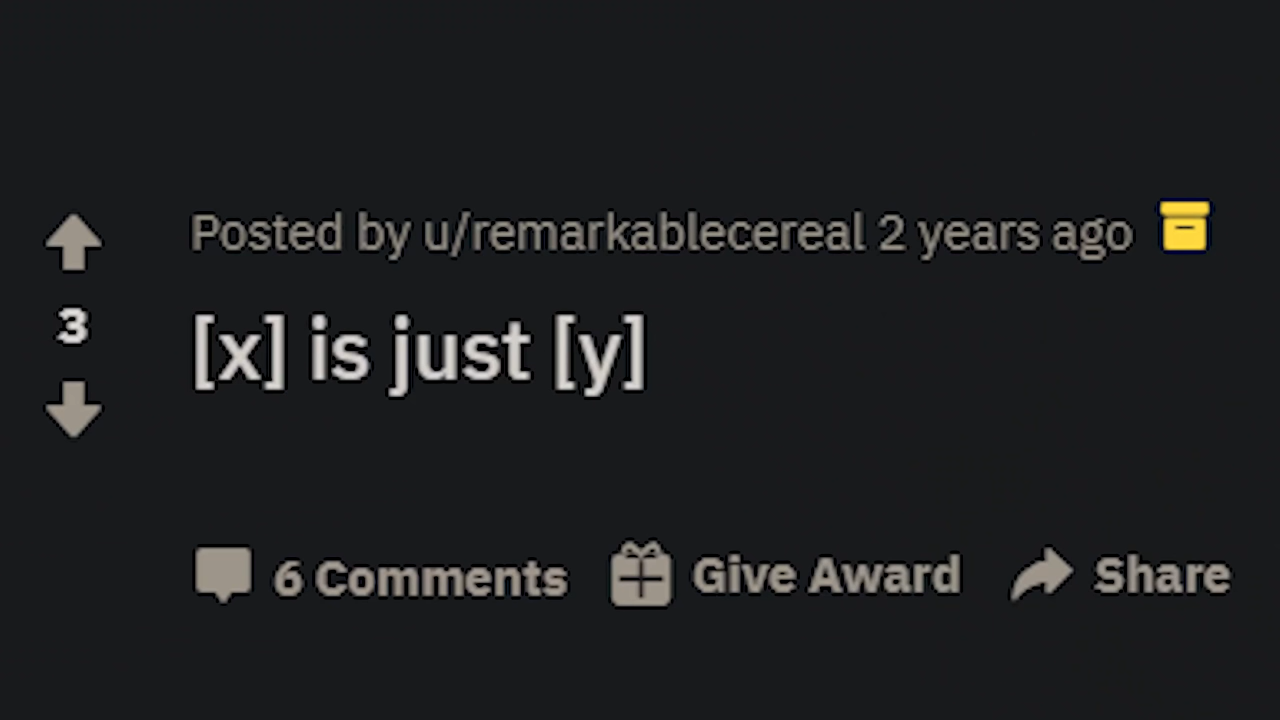 Posted by u/remarkablecereal 2 years ago
3
[x] is just [y]
6 Comments Give Award Share